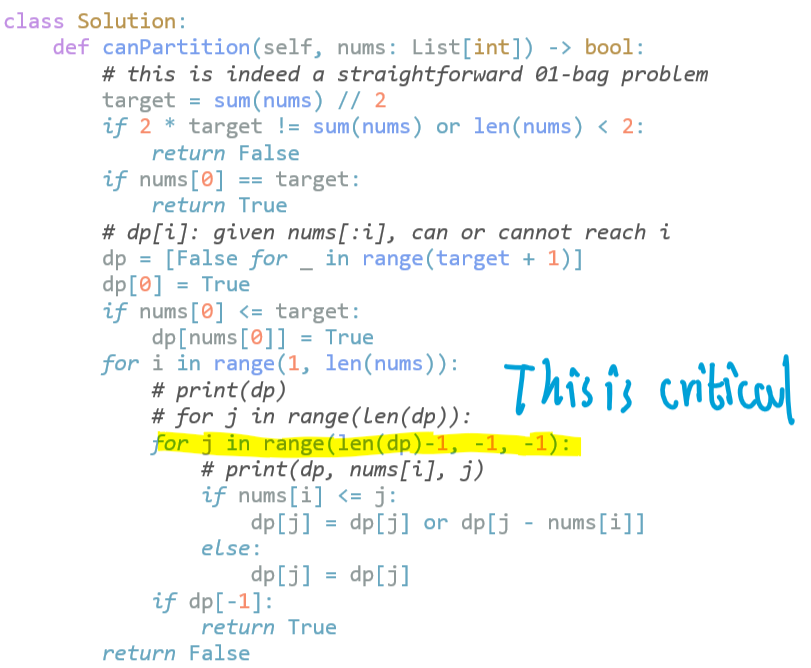 class Solution:
    def canPartition(self, nums: List[int]) -> bool:
        # this is indeed a straightforward 01-bag problem
        target = sum(nums) // 2
        if 2 * target != sum(nums) or len(nums) < 2:
            return False
        if nums[0] == target:
            return True
        # dp[i]: given nums[:i], can or cannot reach i
        dp = [False for _ in range(target + 1)]
        dp[0] = True
        if nums[0] <= target:
            dp[nums[0]] = True
        for i in range(1, len(nums)):
            # print(dp)
            # for j in range(len(dp)):
This is critical
            for j in range(len(dp)-1, -1, -1):
                # print(dp, nums[i], j)
                if nums[i] <= j:
                    dp[j] = dp[j] or dp[j - nums[i]]
                else:
                    dp[j] = dp[j]
            if dp[-1]:
                return True
        return False